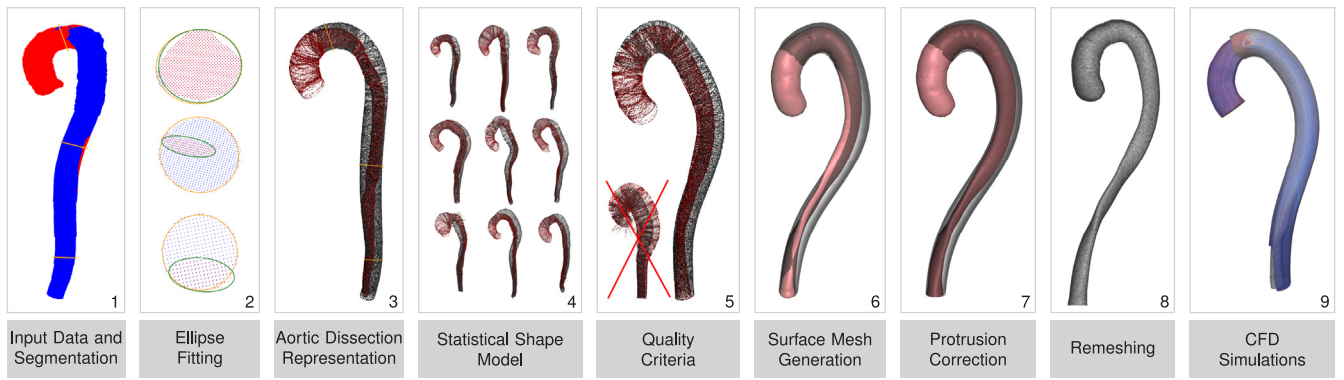 1
2
3
4
5
6
7
8
9
Input Data and
Segmentation
Ellipse
Fitting
Aortic Dissection
Representation
Statistical Shape
Model
Quality
Criteria
Surface Mesh
Generation
Protrusion
Correction
Remeshing
CFD
Simulations